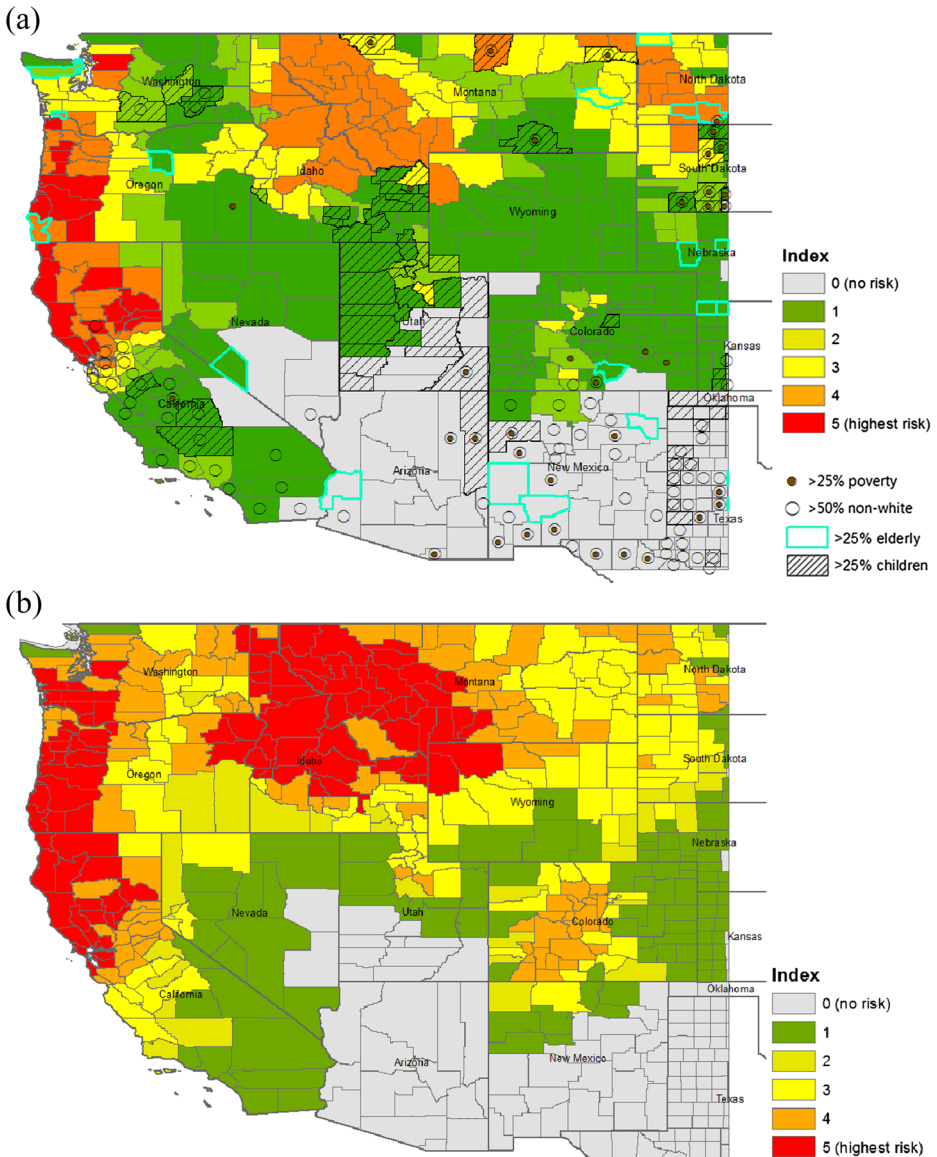 (a)
Washington
Montana
North Dakota
Oregon
Idaho
South Dakota
Wyoming
Nebraska
Nevada
Utah
Colorado
Kansas
California
Oklahoma
Arizona
New Mexico
Texas
Index
0 (no risk)
1
2
3
4
5 (highest risk)
>25% poverty
>50% non-white
>25% elderly
>25% children
(b)
Washington
Montana
North Dakota
Oregon
Idaho
South Dakota
Wyoming
Nebraska
Nevada
Utah
Colorado
Kansas
California
Oklahoma
Arizona
New Mexico
Texas
Index
0 (no risk)
1
2
3
4
5 (highest risk)